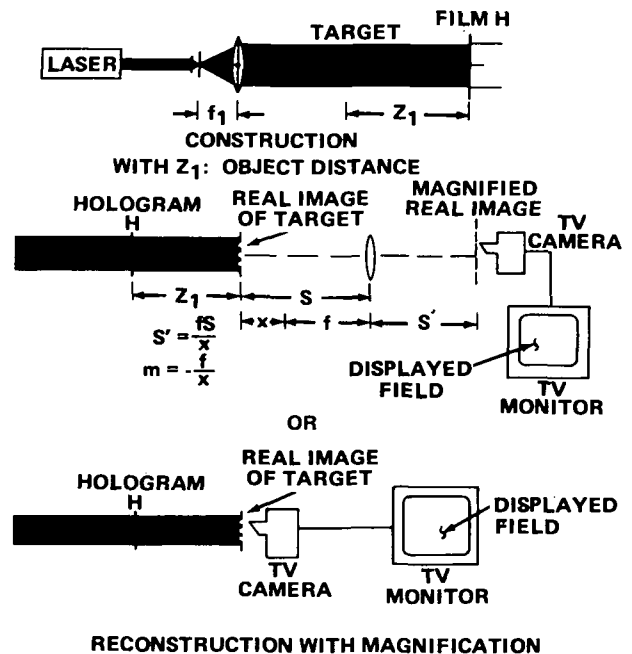 FILM H
TARGET
LASER
f1
Z1
CONSTRUCTION
WITH Z1: OBJECT DISTANCE
HOLOGRAM
H
REAL IMAGE
OF TARGET
MAGNIFIED
REAL IMAGE
TV
CAMERA
Z1
S
x
f
S'
S' = fS/x
m = -f/x
DISPLAYED
FIELD
TV
MONITOR
OR
HOLOGRAM
H
REAL IMAGE
OF TARGET
DISPLAYED
FIELD
TV
CAMERA
TV
MONITOR
RECONSTRUCTION WITH MAGNIFICATION